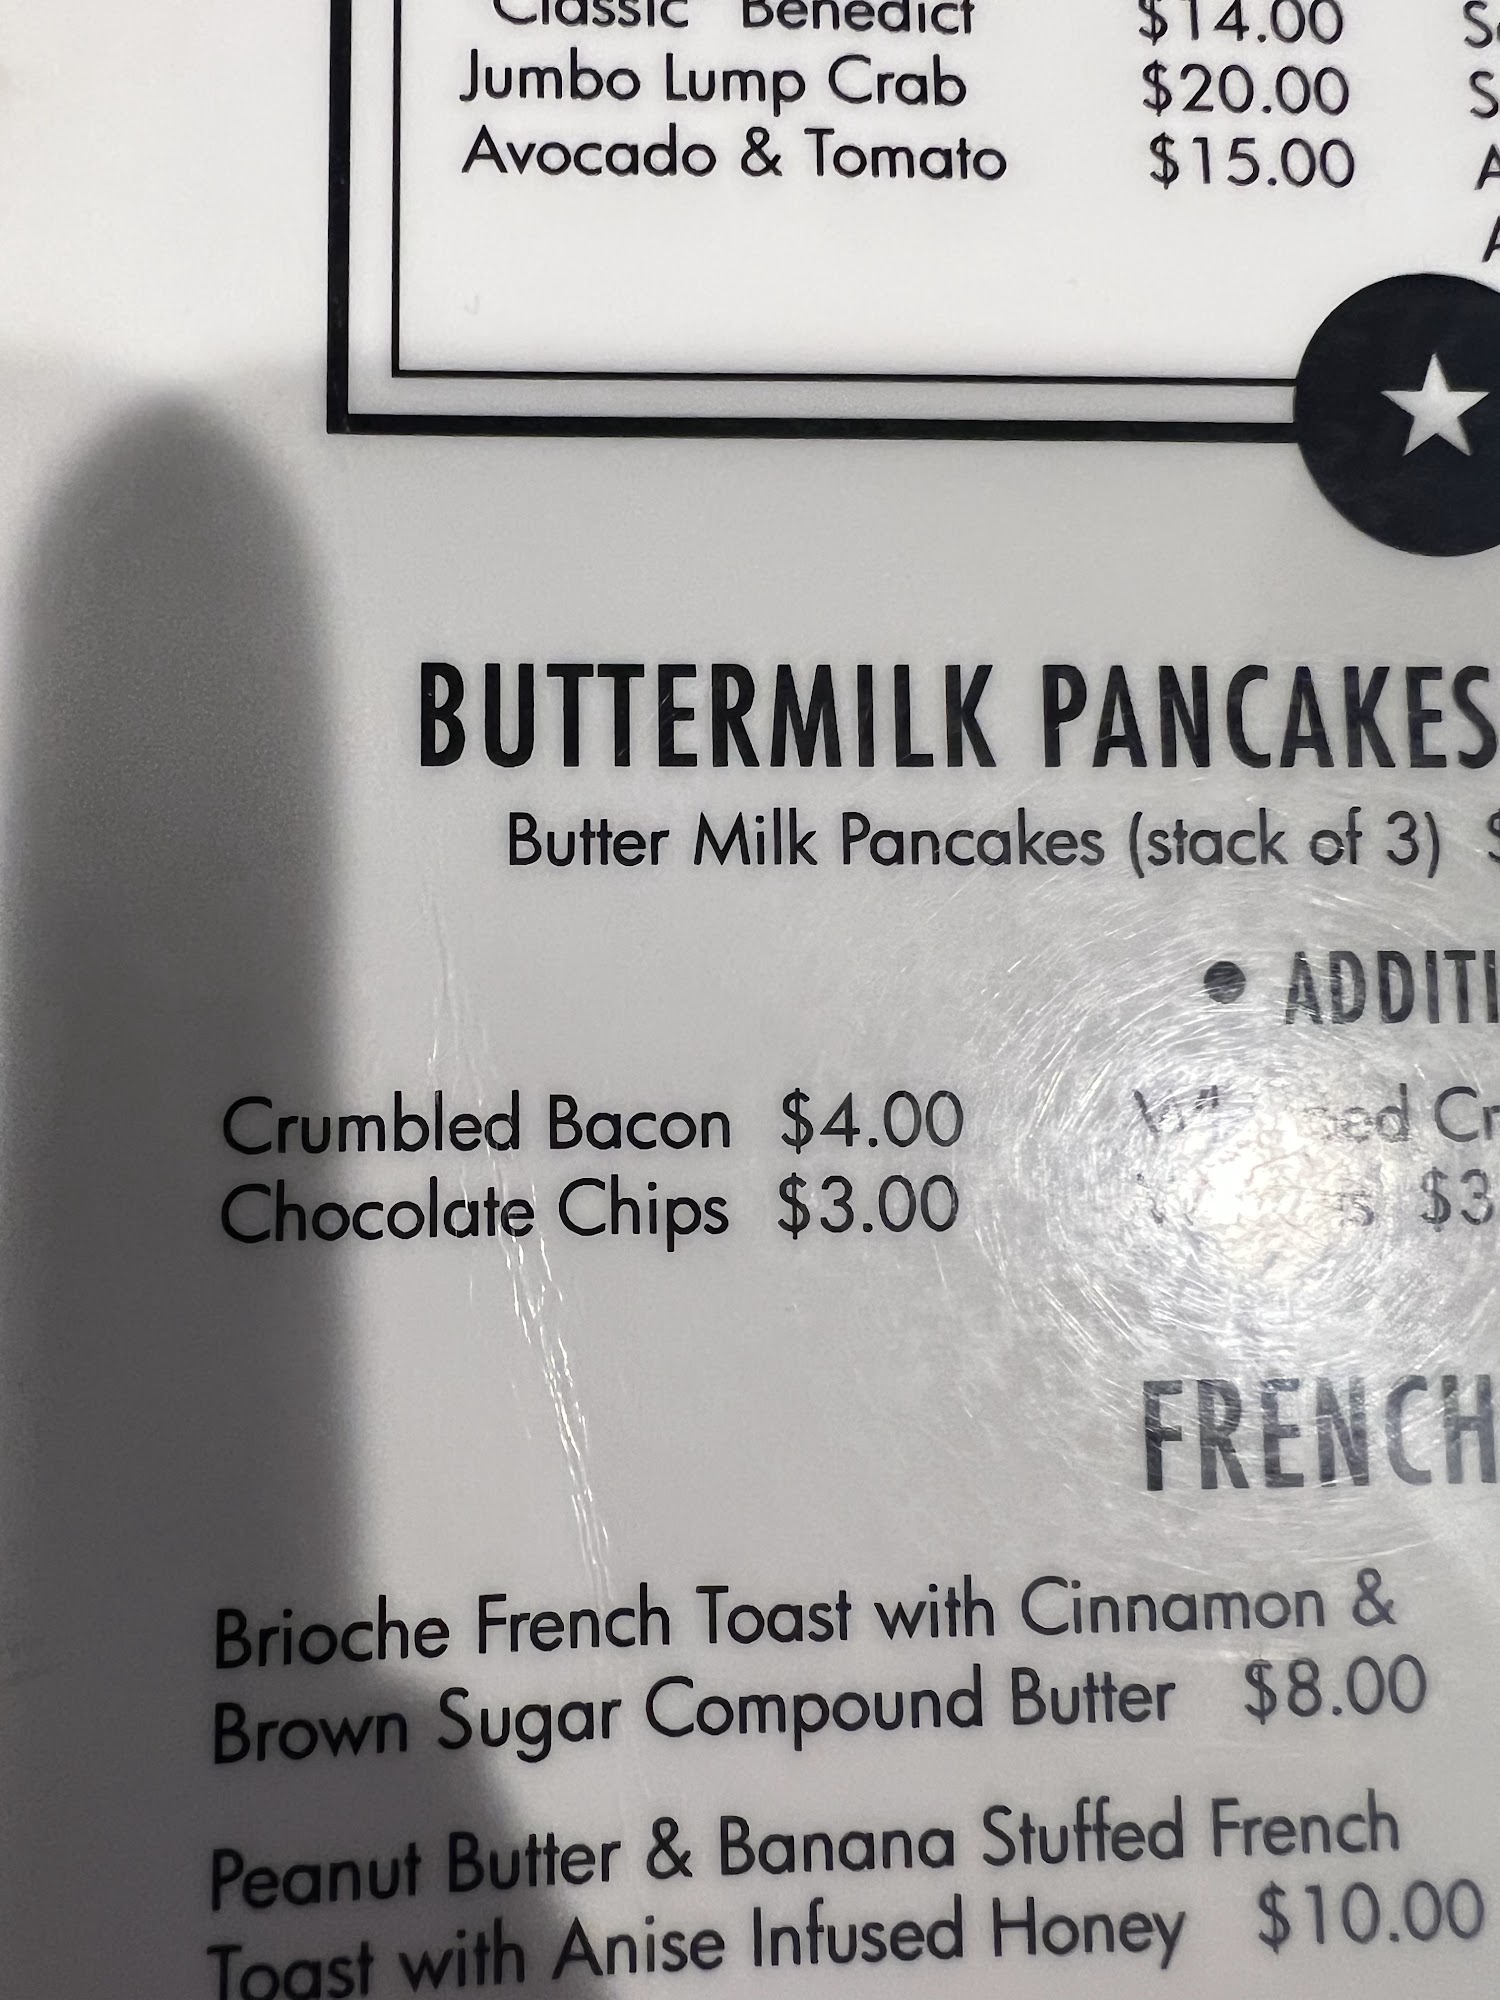 "Classic" Benedict $14.00
Jumbo Lump Crab $20.00
Avocado & Tomato $15.00
BUTTERMILK PANCAKES
Butter Milk Pancakes (stack of 3)
• ADDITI
Crumbled Bacon $4.00
Chocolate Chips $3.00 $3
FRENCH
Brioche French Toast with Cinnamon &
Brown Sugar Compound Butter $8.00
Peanut Butter & Banana Stuffed French
Toast with Anise Infused Honey $10.00